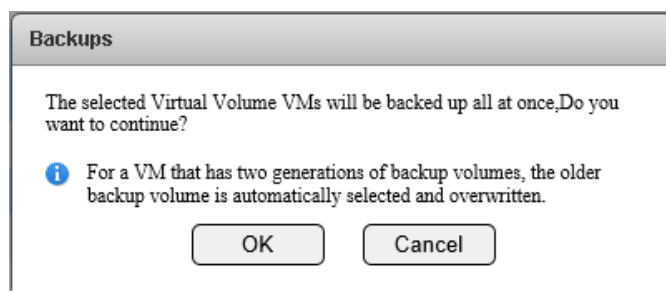 Backups
The selected Virtual Volume VMs will be backed up all at once,Do you
want to continue?
For a VM that has two generations of backup volumes, the older
backup volume is automatically selected and overwritten.
OK
Cancel